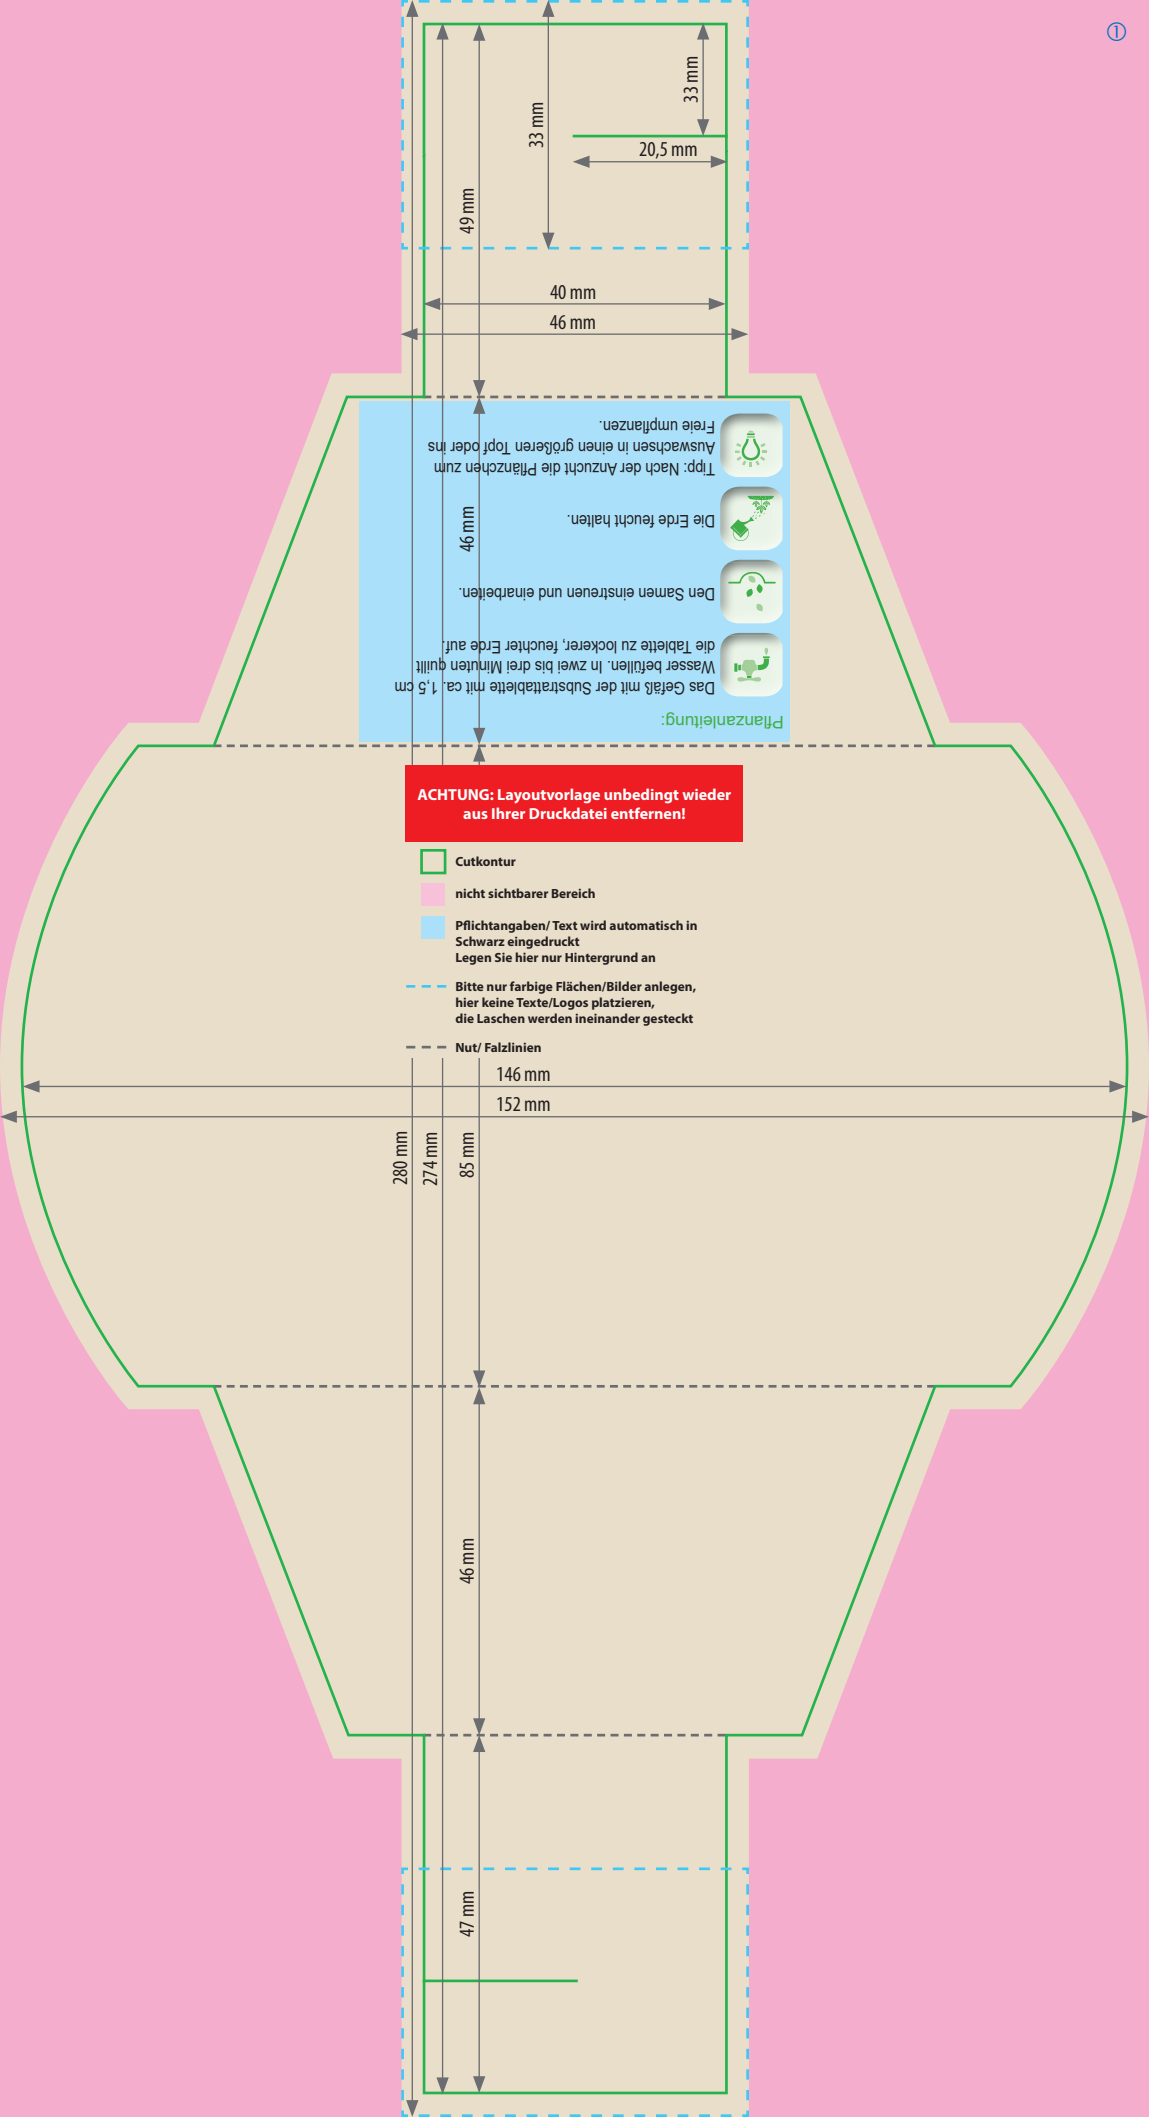 ①
33 mm
33 mm
20,5 mm
49 mm
40 mm
46 mm
Pflanzanleitung:
Das Gefäß mit der Substrattablette mit ca. 1,5 cm
Wasser befüllen. In zwei bis drei Minuten quillt
die Tablette zu lockerer, feuchter Erde auf.
Den Samen einstreuen und einarbeiten.
Die Erde feucht halten.
Tipp: Nach der Anzucht die Pflänzchen zum
Auswachsen in einen größeren Topf oder ins
Freie umpflanzen.
46 mm
ACHTUNG: Layoutvorlage unbedingt wieder
aus Ihrer Druckdatei entfernen!
Cutkontur
nicht sichtbarer Bereich
Pflichtangaben/ Text wird automatisch in
Schwarz eingedruckt
Legen Sie hier nur Hintergrund an
Bitte nur farbige Flächen/Bilder anlegen,
hier keine Texte/Logos platzieren,
die Laschen werden ineinander gesteckt
Nut/ Falzlinien
146 mm
152 mm
280 mm
274 mm
85 mm
46 mm
47 mm